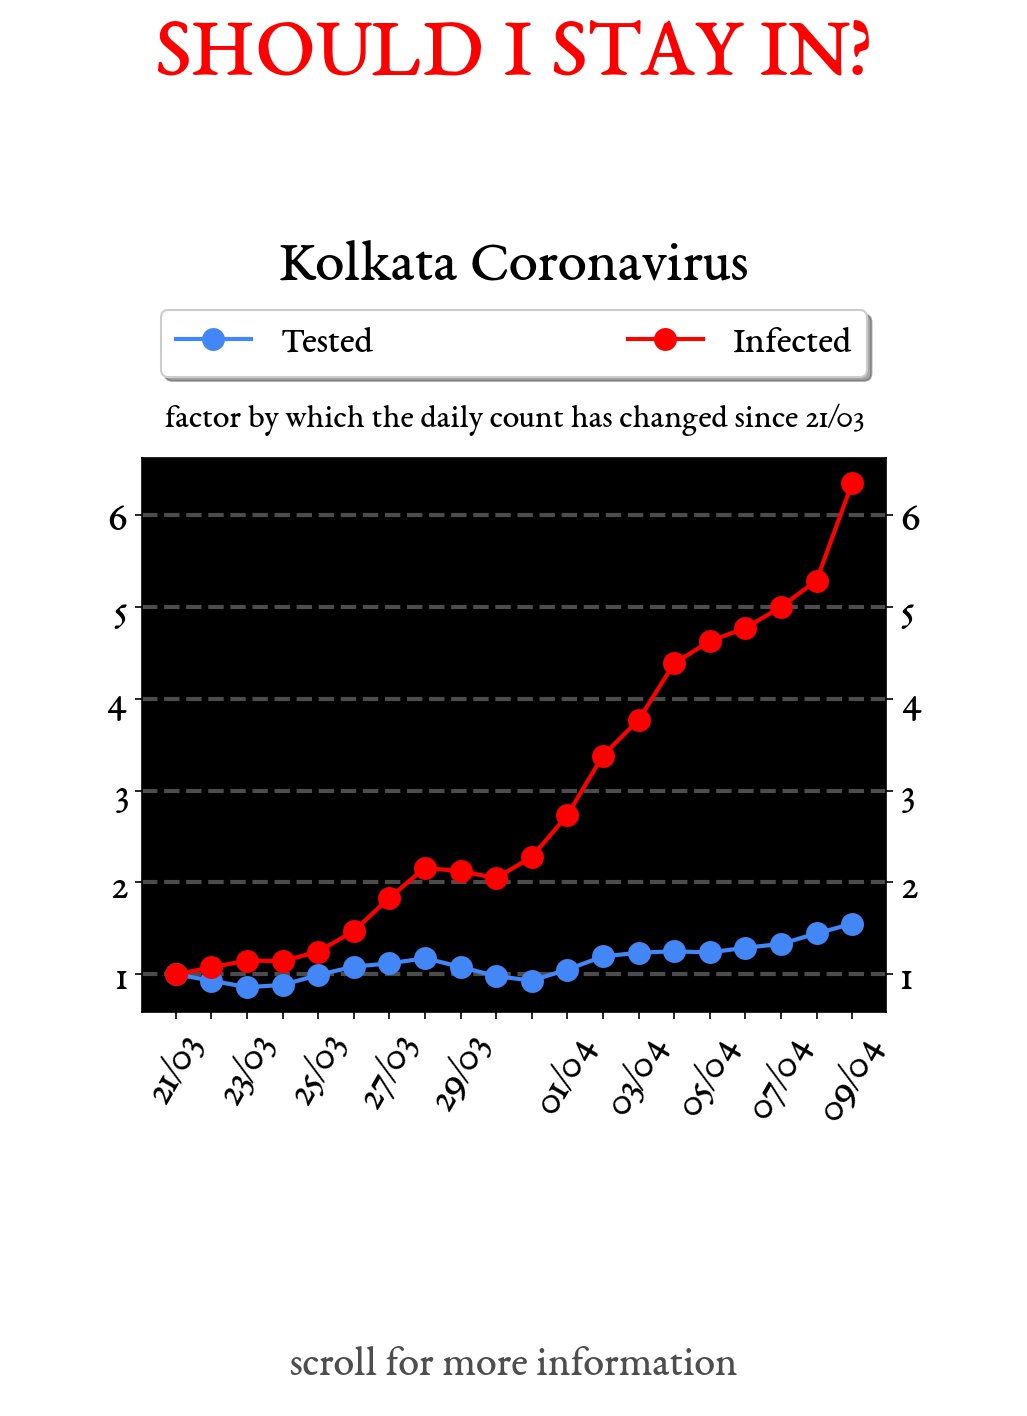 SHOULD I STAY IN?
Kolkata Coronavirus
Tested Infected
factor by which the daily count has changed since 21/03
6 6
5 5
4 4
3 3
2 2
1 1
21/03 23/03 25/03 27/03 29/03 01/04 03/04 05/04 07/04 09/04
scroll for more information